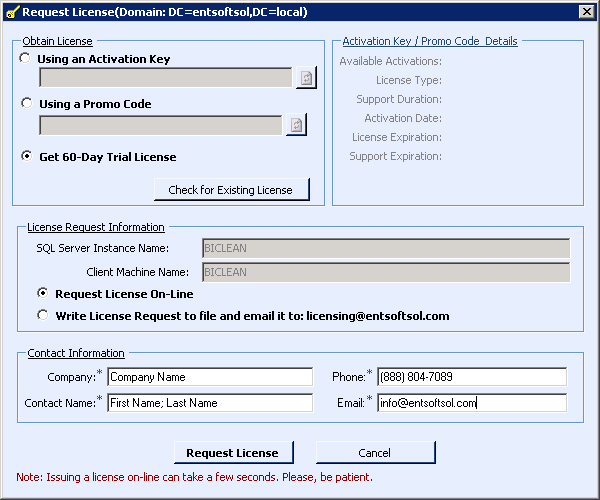 Request License(Domain: DC=entsoftsol,DC=local)
Obtain License
Using an Activation Key
Using a Promo Code
Get 60-Day Trial License
Check for Existing License
Activation Key / Promo Code Details
Available Activations:
License Type:
Support Duration:
Activation Date:
License Expiration:
Support Expiration:
License Request Information
SQL Server Instance Name: BICLEAN
Client Machine Name: BICLEAN
Request License On-Line
Write License Request to file and email it to: licensing@entsoftsol.com
Contact Information
Company:* Company Name Phone:* (888) 804-7089
Contact Name:* First Name; Last Name Email:* info@entsoftsol.com
Request License Cancel
Note: Issuing a license on-line can take a few seconds. Please, be patient.